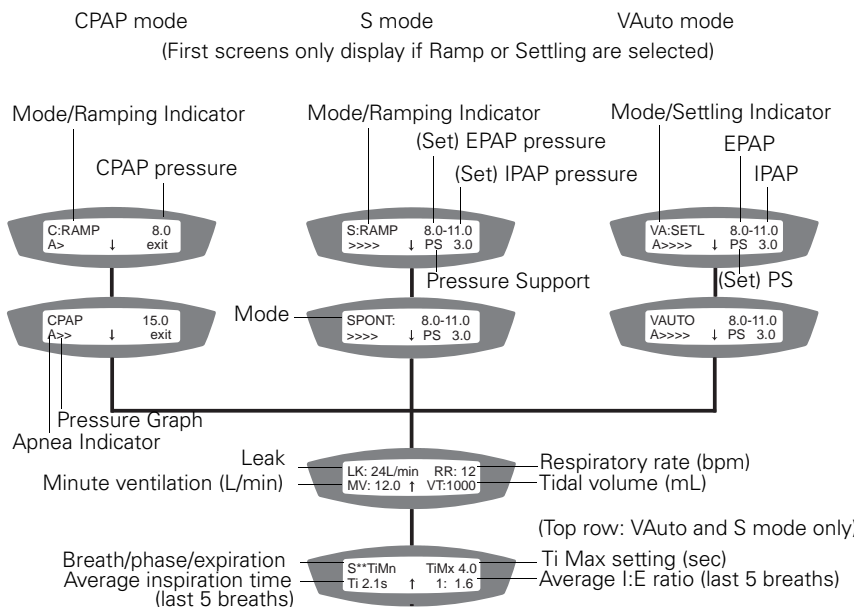 CPAP mode S mode VAuto mode
(First screens only display if Ramp or Settling are selected)
Mode/Ramping Indicator Mode/Ramping Indicator Mode/Settling Indicator
(Set) EPAP pressure EPAP
CPAP pressure (Set) IPAP pressure IPAP
C:RAMP 8.0 S:RAMP 8.0-11.0 VA:SETL 8.0-11.0
A> ↓ exit >>>> ↓ PS 3.0 A>>>> ↓ PS 3.0
Pressure Support (Set) PS
Mode
CPAP 15.0 SPONT: 8.0-11.0 VAUTO 8.0-11.0
A>> ↓ exit >>>> ↓ PS 3.0 A>>>> ↓ PS 3.0
Pressure Graph
Apnea Indicator
Leak LK: 24L/min RR: 12 Respiratory rate (bpm)
Minute ventilation (L/min) MV: 12.0 ↑ VT:1000 Tidal volume (mL)
(Top row: VAuto and S mode only)
Breath/phase/expiration S**TiMn TiMx 4.0 Ti Max setting (sec)
Average inspiration time Ti 2.1s ↑ 1: 1.6 Average I:E ratio (last 5 breaths)
(last 5 breaths)